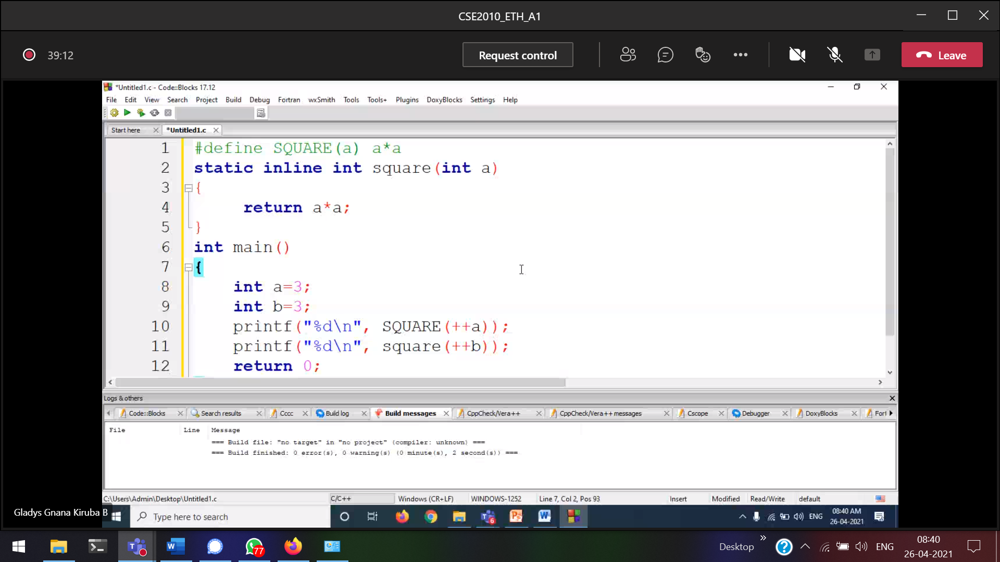 CSE2010_ETH_A1
39:12
Request control
Leave
*Untitled1.c - Code::Blocks 17.12
File Edit View Search Project Build Debug Fortran wxSmith Tools Tools+ Plugins DoxyBlocks Settings Help
Start here *Untitled1.c
1 #define SQUARE(a) a*a
2 static inline int square(int a)
3 {
4 return a*a;
5 }
6 int main()
7 {
8 int a=3;
9 int b=3;
10 printf("%d\n", SQUARE(++a));
11 printf("%d\n", square(++b));
12 return 0;
Logs & others
Code::Blocks Search results Cccc Build log Build messages CppCheck/Vera++ CppCheck/Vera++ messages Cscope Debugger DoxyBlocks Fort
File Line Message
=== Build file: "no target" in "no project" (compiler: unknown) ===
=== Build finished: 0 error(s), 0 warning(s) (0 minute(s), 2 second(s)) ===
C:\Users\Admin\Desktop\Untitled1.c C/C++ Windows (CR+LF) WINDOWS-1252 Line 7, Col 2, Pos 93 Insert Modified Read/Write default
Gladys Gnana Kiruba B
Type here to search
6
ENG
08:40 AM
26-04-2021
77
Desktop
ENG
08:40
26-04-2021